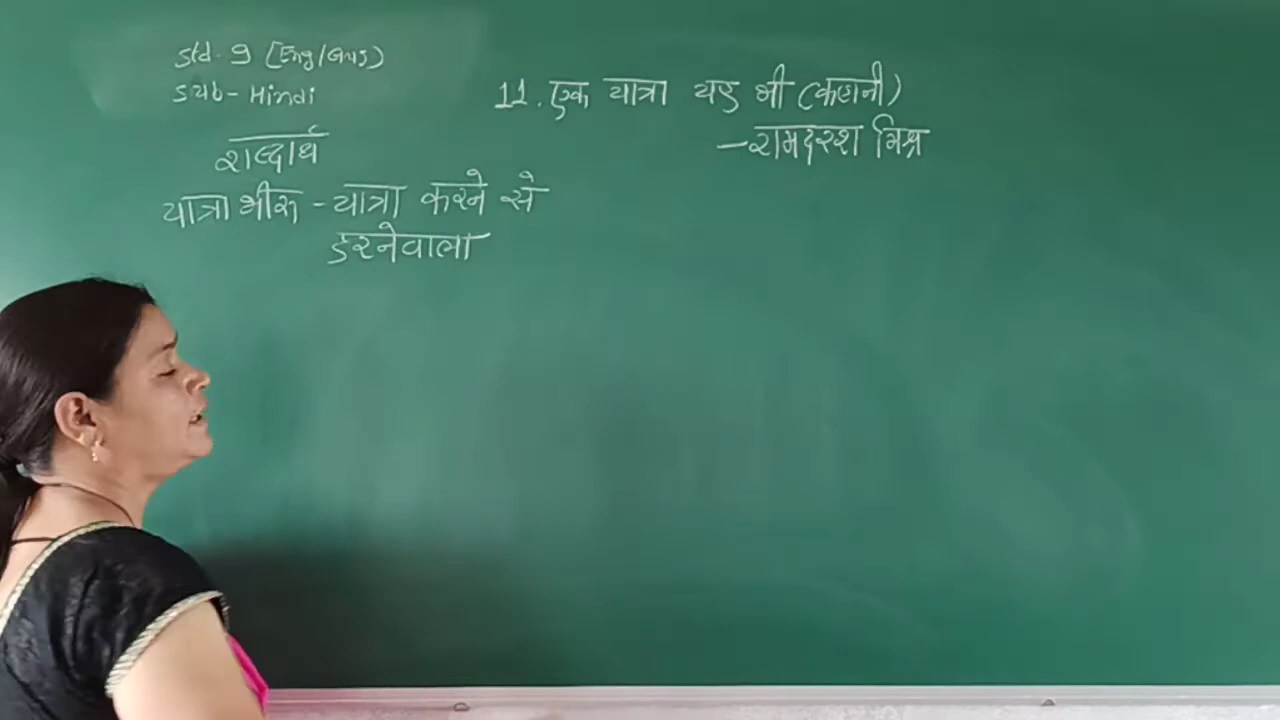 Std- 9 (Eng/Guj)
Sub- Hindi
11. एक यात्रा यह भी (कहानी)
-रामदरश मिश्र
शब्दार्थ
यात्रा भीरू - यात्रा करने से
डरनेवाला